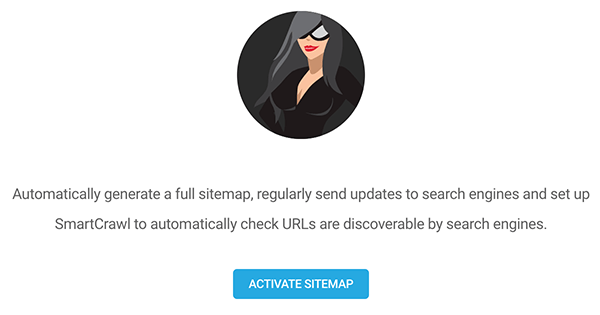 Automatically generate a full sitemap, regularly send updates to search engines and set up
SmartCrawl to automatically check URLs are discoverable by search engines.
ACTIVATE SITEMAP